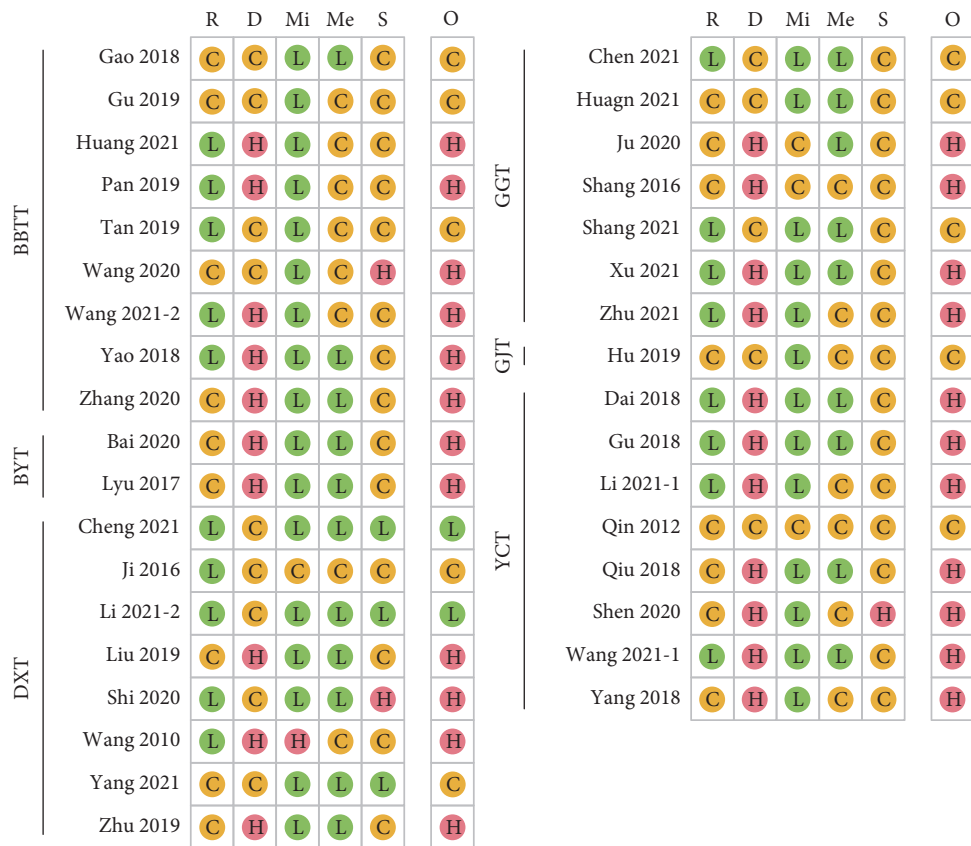 R D Mi Me S O
BBTT
Gao 2018 C C L L C C
Gu 2019 C C L C C C
Huang 2021 L H L C C H
Pan 2019 L H L C C H
Tan 2019 L C L C C C
Wang 2020 C C L C H H
Wang 2021-2 L H L C C H
Yao 2018 L H L L C H
Zhang 2020 C H L L C H
BYT
Bai 2020 C H L L C H
Lyu 2017 C H L L C H
DXT
Cheng 2021 L C L L L L
Ji 2016 L C C C C C
Li 2021-2 L C L L L L
Liu 2019 C H L L C H
Shi 2020 L C L L H H
Wang 2010 L H H C C H
Yang 2021 C C L L L C
Zhu 2019 C H L L C H
R D Mi Me S O
GGT
Chen 2021 L C L L C C
Huagn 2021 C C L L C C
Ju 2020 C H C L C H
Shang 2016 C H C C C H
Shang 2021 L C L L C C
Xu 2021 L H L L C H
Zhu 2021 L H L C C H
GJT
Hu 2019 C C L C C C
YCT
Dai 2018 L H L L C H
Gu 2018 L H L L C H
Li 2021-1 L H L C C H
Qin 2012 C C C C C C
Qiu 2018 C H L L C H
Shen 2020 C H L C H H
Wang 2021-1 L H L L C H
Yang 2018 C H L C C H